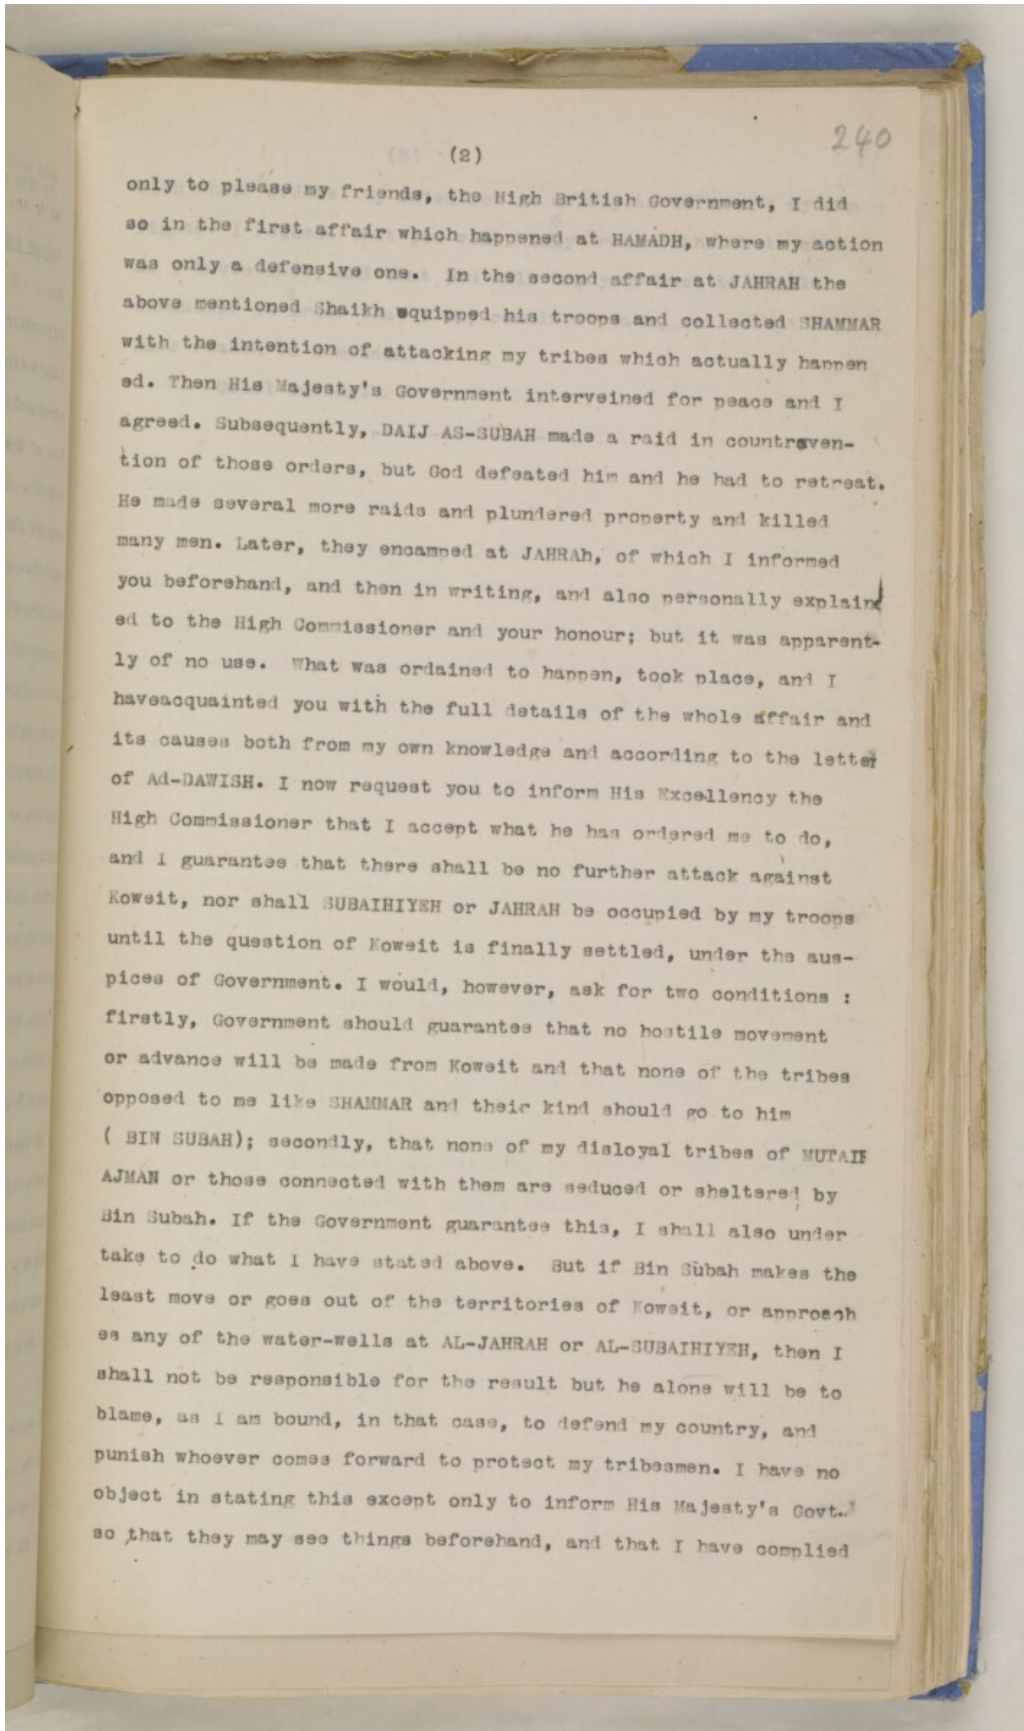 240
(2)
only to please my friends, the High British Government, I did
so in the first affair which happened at HAMADH, where my action
was only a defensive one. In the second affair at JAHRAH the
above mentioned Shaikh equipped his troops and collected SHAMMAR
with the intention of attacking my tribes which actually happen
ed. Then His Majesty's Government interveined for peace and I
agreed. Subsequently, DAIJ AS-SUBAH made a raid in countraven-
tion of those orders, but God defeated him and he had to retreat.
He made several more raids and plundered property and killed
many men. Later, they encamped at JAHRAh, of which I informed
you beforehand, and then in writing, and also personally explain
ed to the High Commissioner and your honour; but it was apparent-
ly of no use. What was ordained to happen, took place, and I
haveacquainted you with the full details of the whole affair and
its causes both from my own knowledge and according to the letter
of Ad-DAWISH. I now request you to inform His Excellency the
High Commissioner that I accept what he has ordered me to do,
and I guarantee that there shall be no further attack against
Koweit, nor shall SUBAIHIYEH or JAHRAH be occupied by my troops
until the question of Koweit is finally settled, under the aus-
pices of Government. I would, however, ask for two conditions :
firstly, Government should guarantee that no hostile movement
or advance will be made from Koweit and that none of the tribes
opposed to me like SHAMMAR and their kind should go to him
( BIN SUBAH); secondly, that none of my disloyal tribes of MUTAIR
AJMAN or those connected with them are seduced or sheltered by
Bin Subah. If the Government guarantee this, I shall also under
take to do what I have stated above. But if Bin Subah makes the
least move or goes out of the territories of Koweit, or approach
es any of the water-wells at AL-JAHRAH or AL-SUBAIHIYEH, then I
shall not be responsible for the result but he alone will be to
blame, as I am bound, in that case, to defend my country, and
punish whoever comes forward to protect my tribesmen. I have no
object in stating this except only to inform His Majesty's Govt.
so that they may see things beforehand, and that I have complied